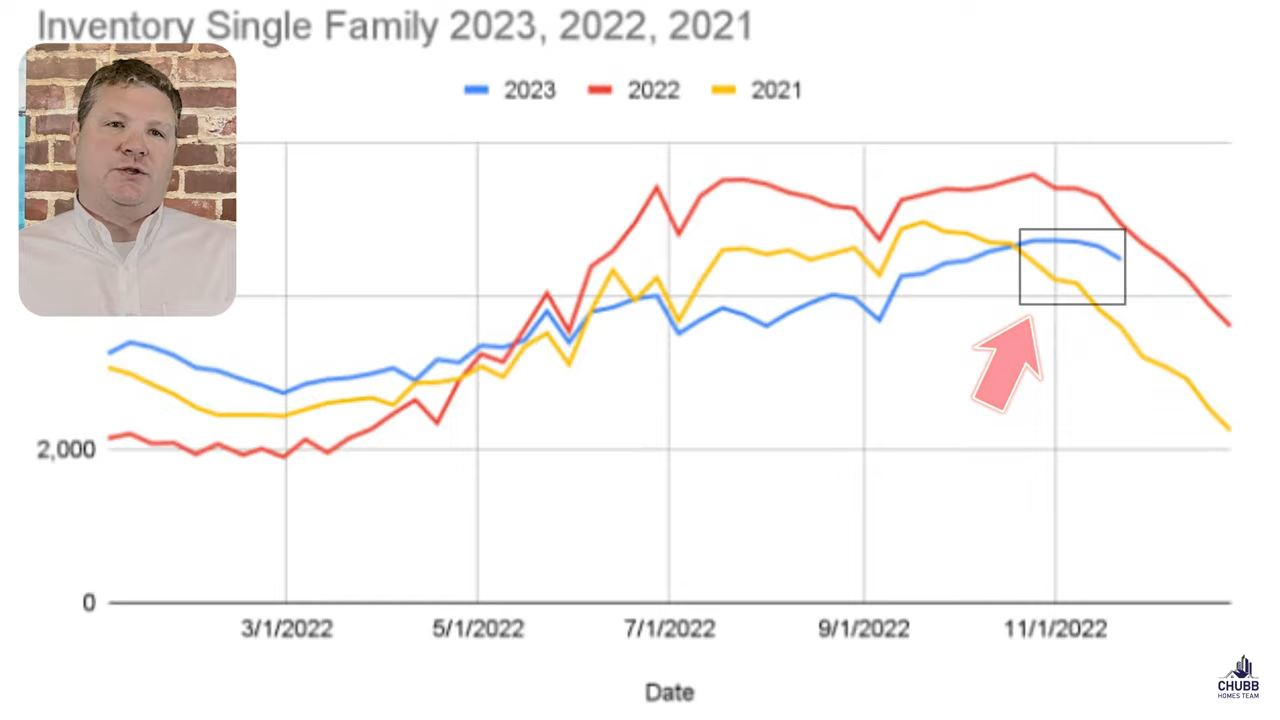 Inventory Single Family 2023, 2022, 2021
2023 2022 2021
2,000
0
3/1/2022 5/1/2022 7/1/2022 9/1/2022 11/1/2022
Date
CHUBB
HOMES TEAM